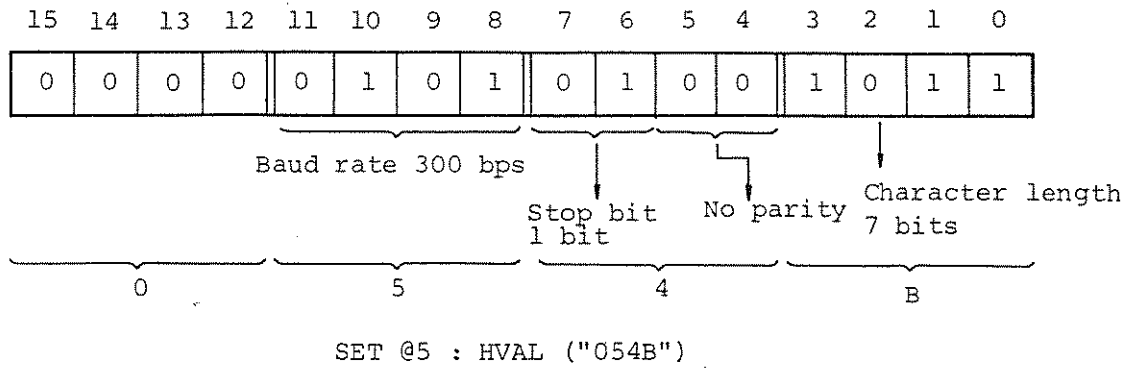 15 14 13 12 11 10 9 8 7 6 5 4 3 2 1 0
0 0 0 0 0 1 0 1 0 1 0 0 1 0 1 1
Baud rate 300 bps
Stop bit
1 bit
No parity
Character length
7 bits
0 5 4 B
SET @5 : HVAL ("054B")